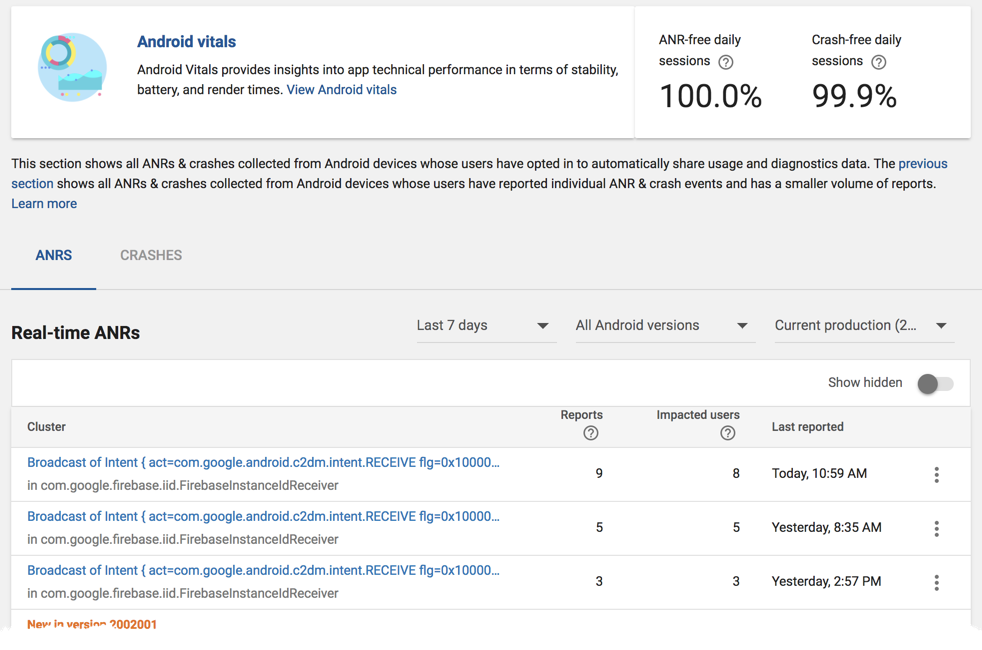 Android vitals
Android Vitals provides insights into app technical performance in terms of stability,
battery, and render times. View Android vitals
ANR-free daily
sessions ?
100.0%
Crash-free daily
sessions ?
99.9%
This section shows all ANRs & crashes collected from Android devices whose users have opted in to automatically share usage and diagnostics data. The previous
section shows all ANRs & crashes collected from Android devices whose users have reported individual ANR & crash events and has a smaller volume of reports.
Learn more
ANRS CRASHES
Real-time ANRs Last 7 days All Android versions Current production (2...
Show hidden
Cluster Reports ? Impacted users ? Last reported
Broadcast of Intent { act=com.google.android.c2dm.intent.RECEIVE flg=0x10000...
in com.google.firebase.iid.FirebaseInstanceIdReceiver
9 8 Today, 10:59 AM
Broadcast of Intent { act=com.google.android.c2dm.intent.RECEIVE flg=0x10000...
in com.google.firebase.iid.FirebaseInstanceIdReceiver
5 5 Yesterday, 8:35 AM
Broadcast of Intent { act=com.google.android.c2dm.intent.RECEIVE flg=0x10000...
in com.google.firebase.iid.FirebaseInstanceIdReceiver
3 3 Yesterday, 2:57 PM
New in version 2002001